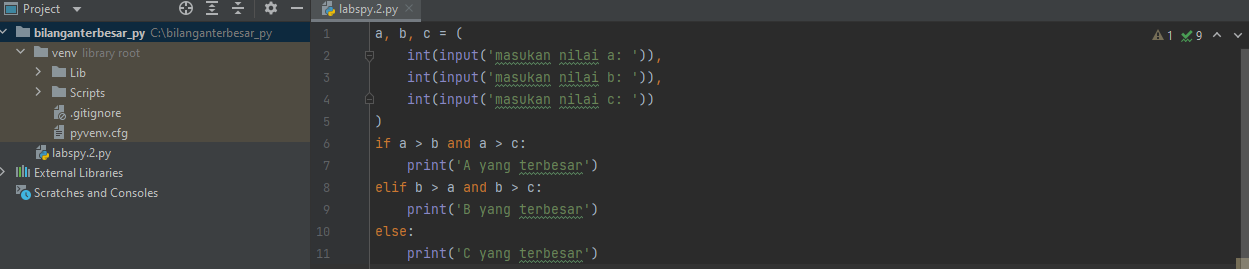 Project
labspy.2.py
bilanganterbesar_py C:\bilanganterbesar_py
venv library root
Lib
Scripts
.gitignore
pyvenv.cfg
labspy.2.py
External Libraries
Scratches and Consoles
1 a, b, c = (
2 int(input('masukan nilai a: ')),
3 int(input('masukan nilai b: ')),
4 int(input('masukan nilai c: '))
5 )
6 if a > b and a > c:
7 print('A yang terbesar')
8 elif b > a and b > c:
9 print('B yang terbesar')
10 else:
11 print('C yang terbesar')
1 9